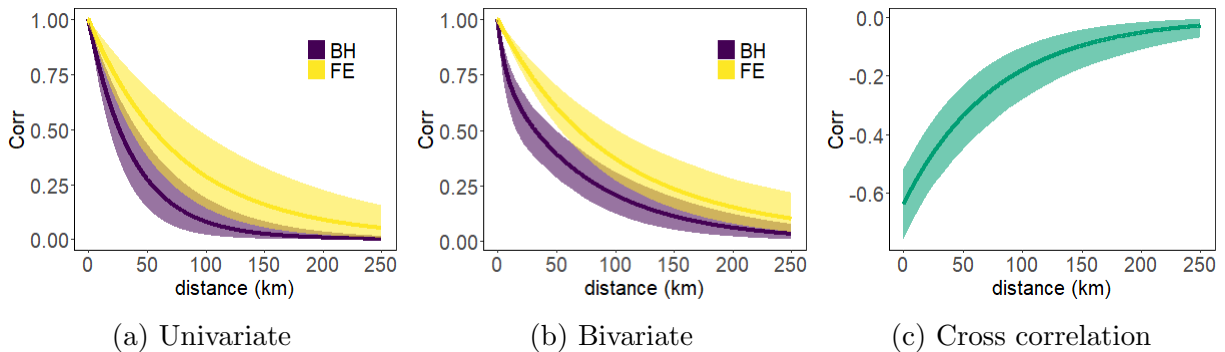 1.00
0.75
0.50
0.25
0.00
Corr
BH
FE
0 50 100 150 200 250
distance (km)
(a) Univariate
1.00
0.75
0.50
0.25
0.00
Corr
BH
FE
0 50 100 150 200 250
distance (km)
(b) Bivariate
0.0
-0.2
-0.4
-0.6
Corr
0 50 100 150 200 250
distance (km)
(c) Cross correlation